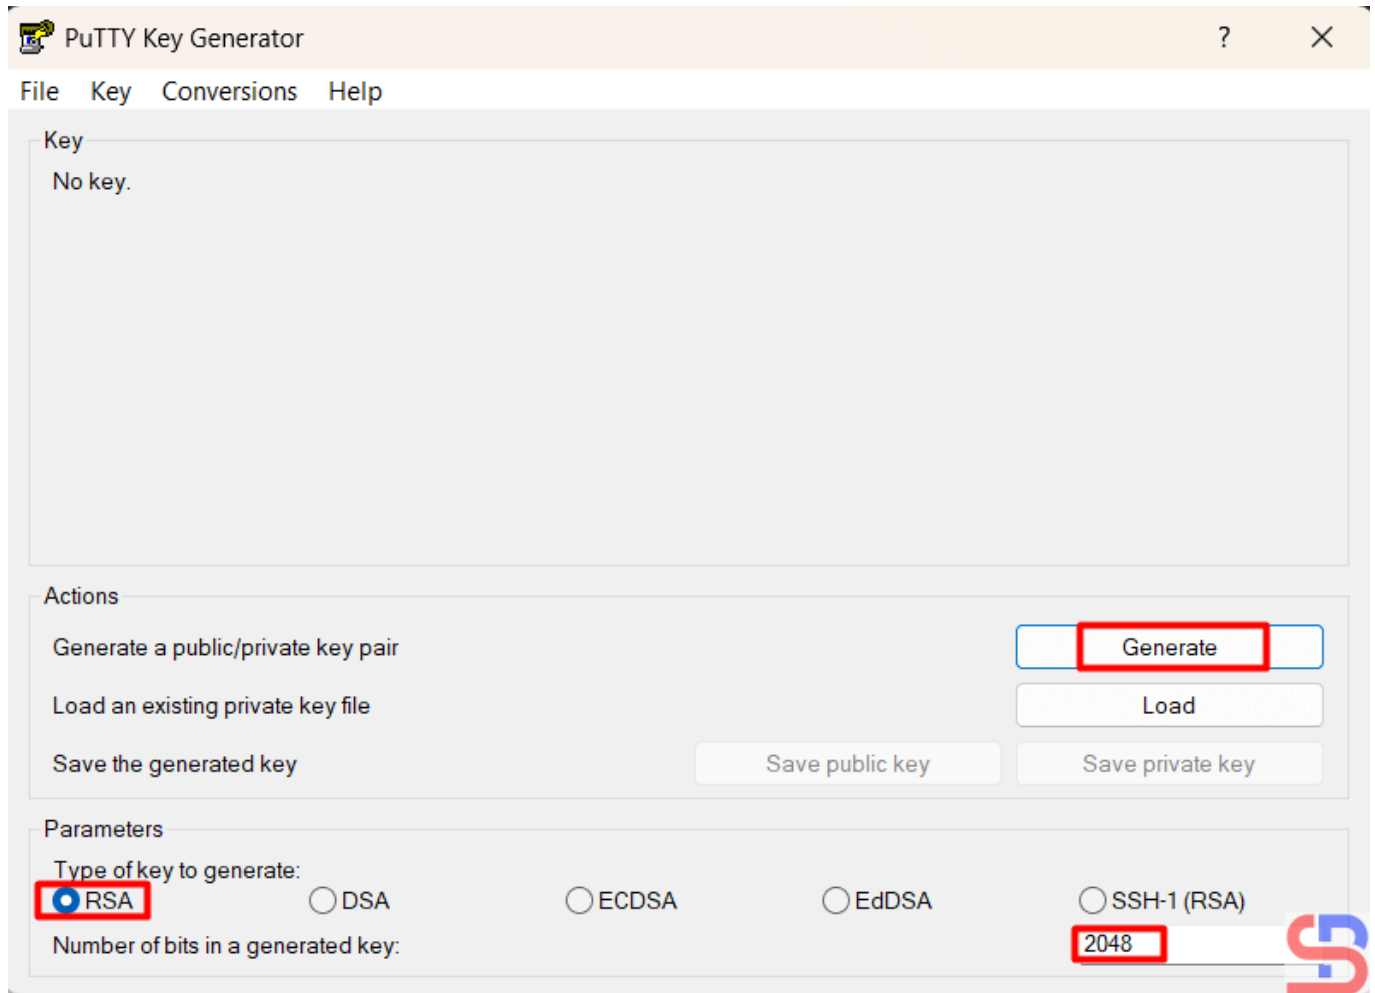 PuTTY Key Generator ?
File Key Conversions Help
Key
No key.
Actions
Generate a public/private key pair Generate
Load an existing private key file Load
Save the generated key Save public key Save private key
Parameters
Type of key to generate:
RSA DSA ECDSA EdDSA SSH-1 (RSA)
Number of bits in a generated key: 2048